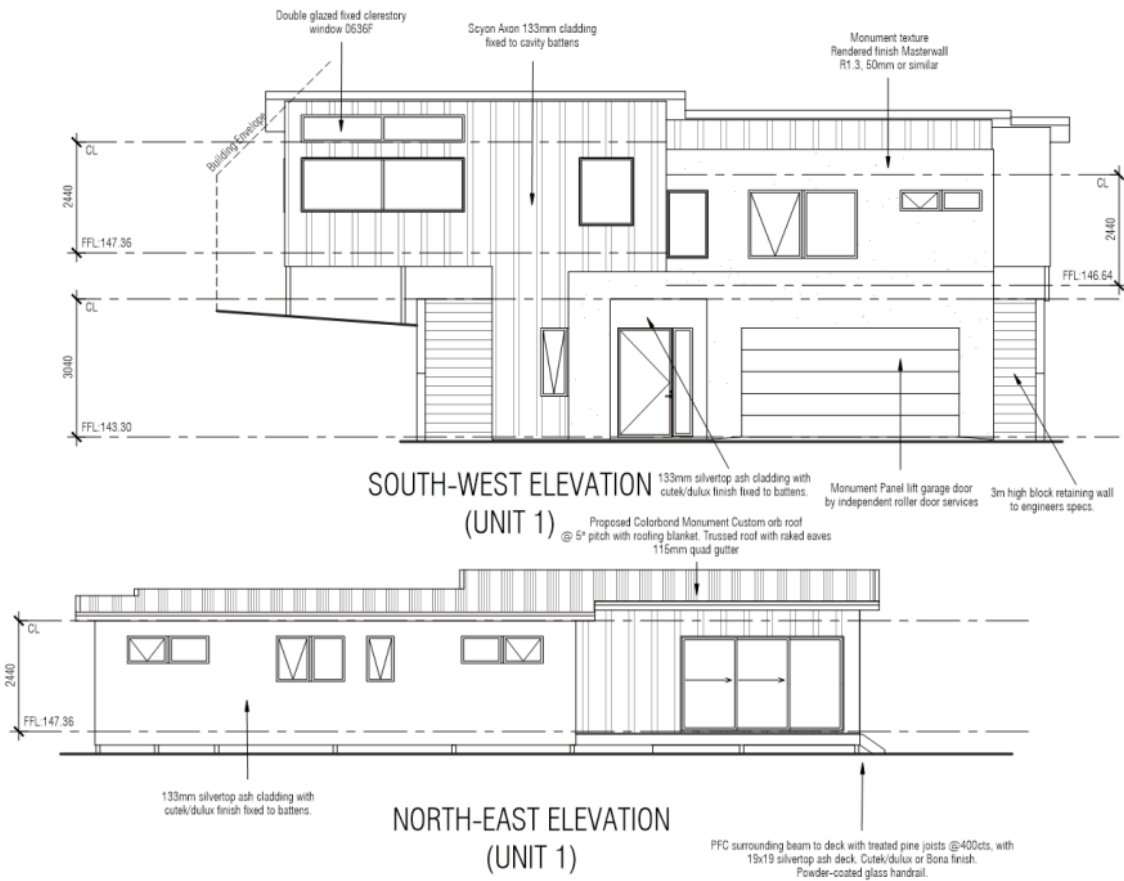 Double glazed fixed clerestory
window 0636F
Scyon Axon 133mm cladding
fixed to cavity battens
Monument texture
Rendered finish Masterwall
R1.3, 50mm or similar
Building Envelope
CL
2440
FFL:147.36
CL
3040
FFL:143.30
CL
2440
FFL:146.64
SOUTH-WEST ELEVATION
(UNIT 1)
133mm silvertop ash cladding with
cutek/dulux finish fixed to battens.
Monument Panel lift garage door
by independent roller door services
3m high block retaining wall
to engineers specs.
Proposed Colorbond Monument Custom orb roof
@ 5° pitch with roofing blanket. Trussed roof with raked eaves
115mm quad gutter
CL
2440
FFL:147.36
133mm silvertop ash cladding with
cutek/dulux finish fixed to battens.
NORTH-EAST ELEVATION
(UNIT 1)
PFC surrounding beam to deck with treated pine joists @400cts, with
19x19 silvertop ash deck. Cutek/dulux or Bona finish.
Powder-coated glass handrail.